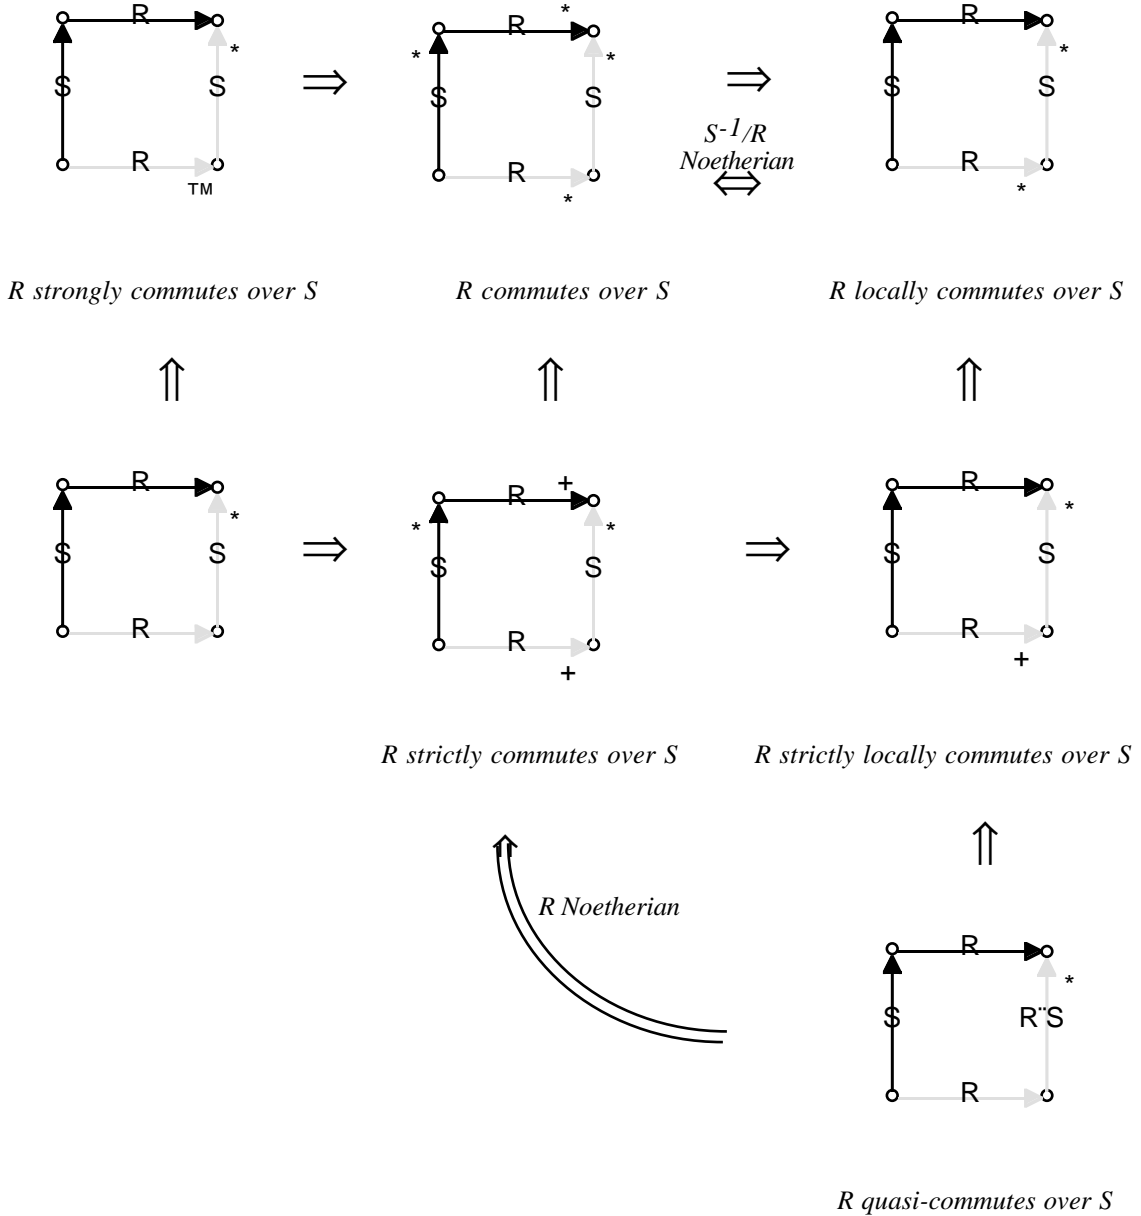 R * R * R
* * * *
S S S S S S
S-1/R
Noetherian
R R R
™ * *
R strongly commutes over S R commutes over S R locally commutes over S
R R + R
* * * *
S S S S S S
R R R
+ +
R strictly commutes over S R strictly locally commutes over S
R Noetherian
R
*
S R¨S
R
R quasi-commutes over S